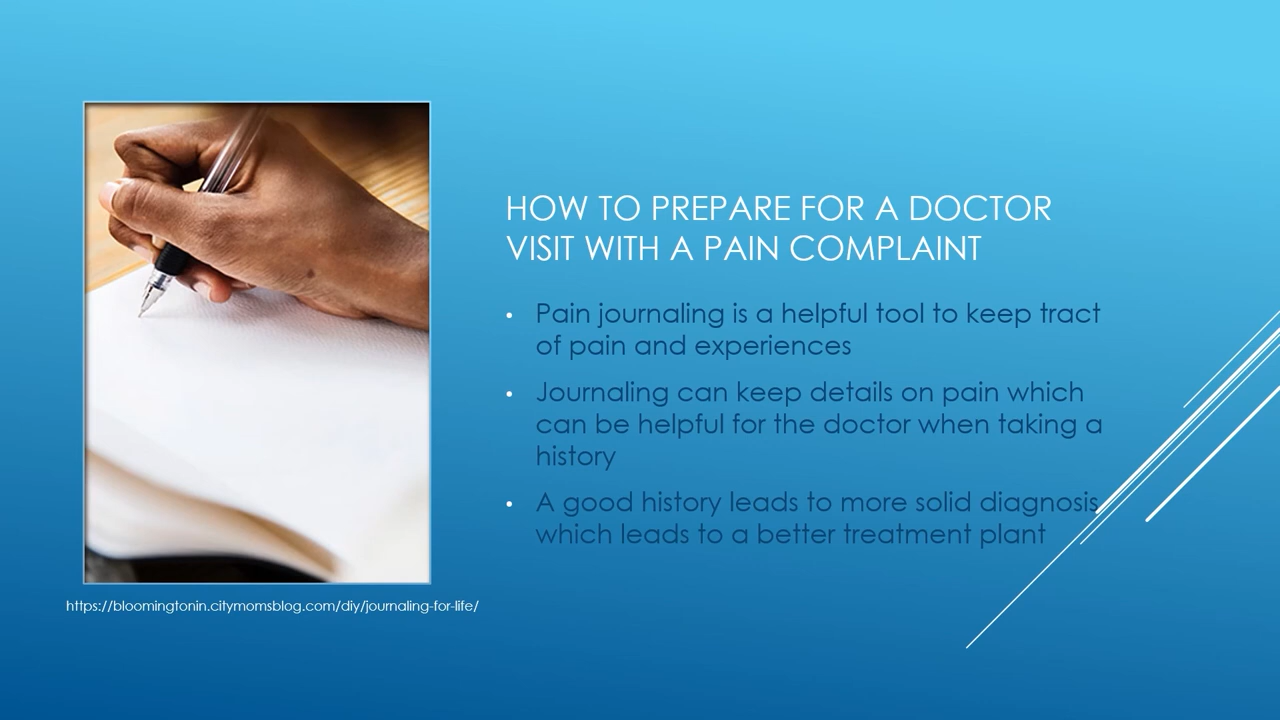 HOW TO PREPARE FOR A DOCTOR
VISIT WITH A PAIN COMPLAINT
• Pain journaling is a helpful tool to keep tract
of pain and experiences
• Journaling can keep details on pain which
can be helpful for the doctor when taking a
history
• A good history leads to more solid diagnosis
which leads to a better treatment plant
https://bloomingtonin.citymomsblog.com/diy/journaling-for-life/